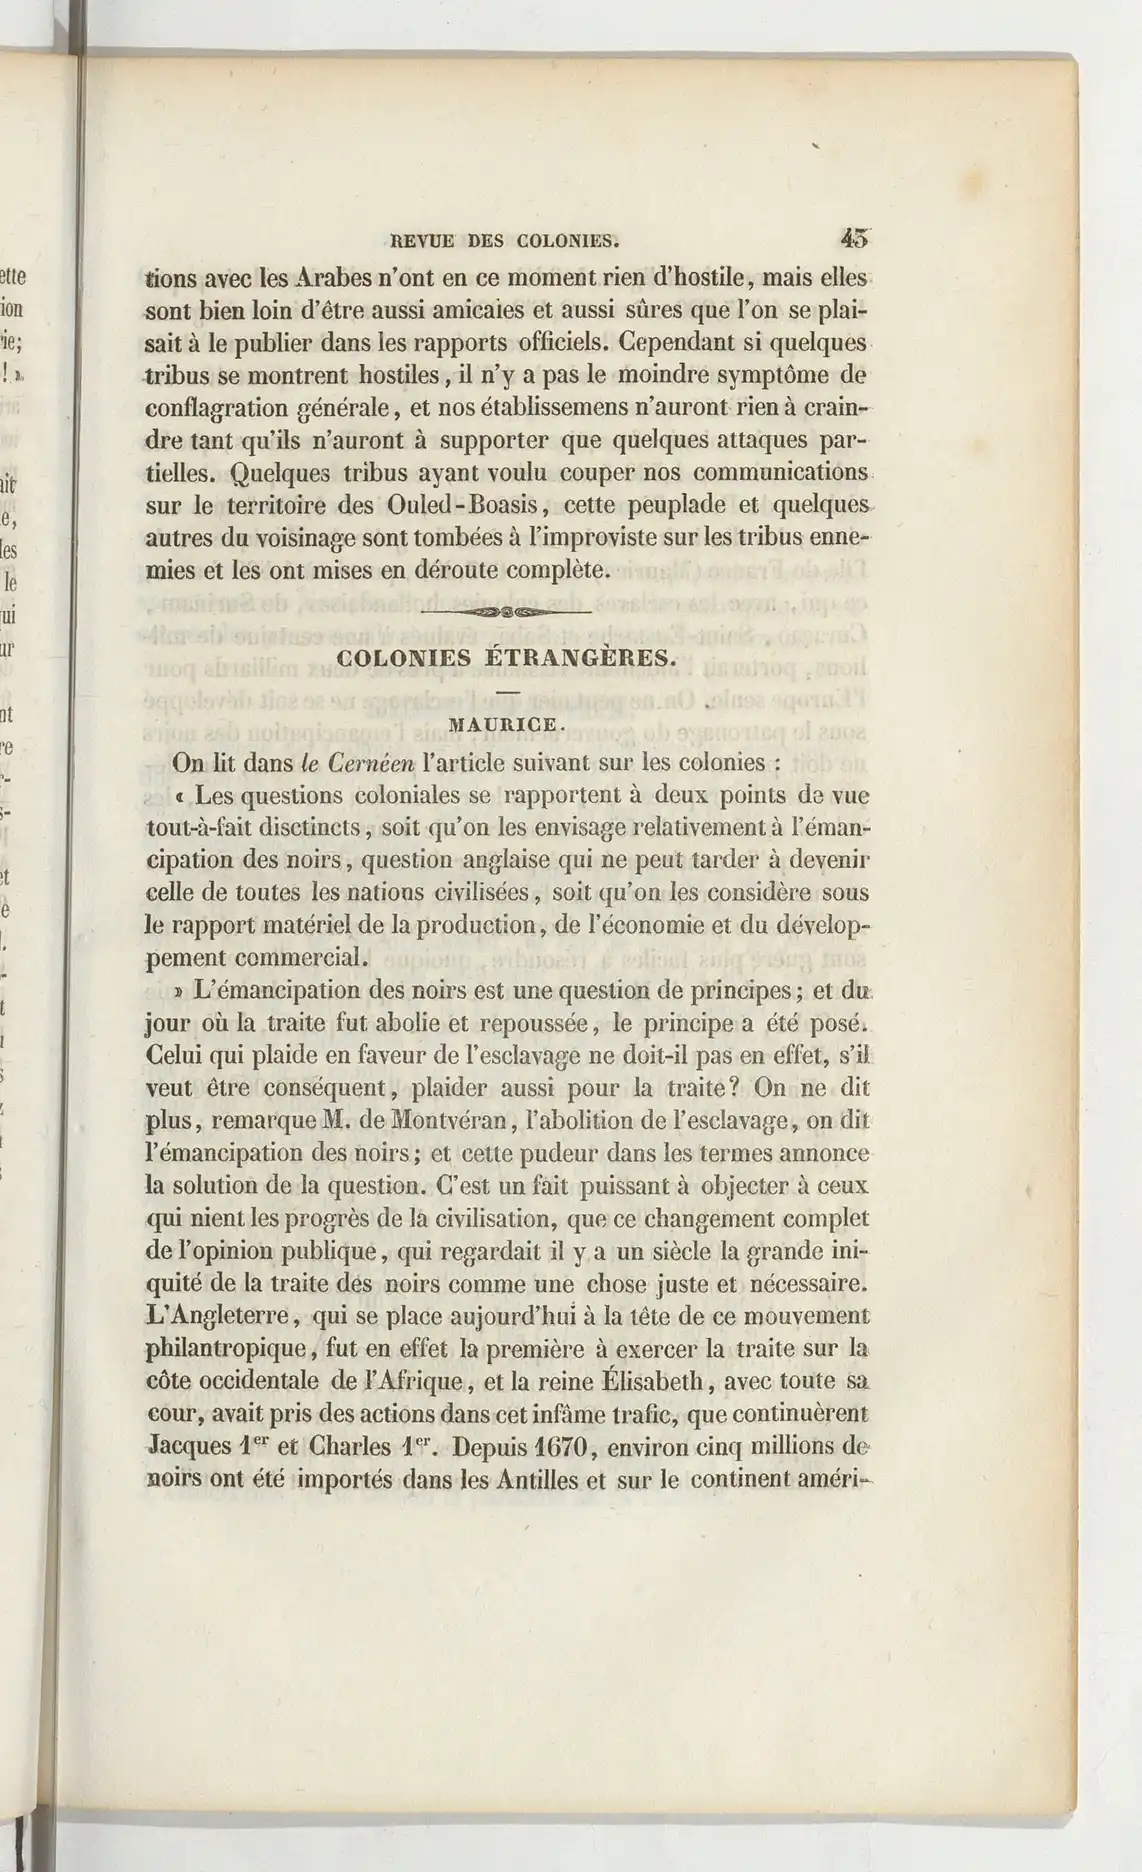 REVUE DES COLONIES. 43
tions avec les Arabes n'ont en ce moment rien d'hostile, mais elles
sont bien loin d'être aussi amicales et aussi sûres que l'on se plai-
sait à le publier dans les rapports officiels. Cependant si quelques
tribus se montrent hostiles, il n'y a pas le moindre symptôme de
conflagration générale, et nos établissemens n'auront rien à crain-
dre tant qu'ils n'auront à supporter que quelques attaques par-
tielles. Quelques tribus ayant voulu couper nos communications
sur le territoire des Ouled-Boasis, cette peuplade et quelques
autres du voisinage sont tombées à l'improviste sur les tribus enne-
mies et les ont mises en déroute complète.
COLONIES ÉTRANGÈRES.
MAURICE.
On lit dans le Cernéen l'article suivant sur les colonies :
« Les questions coloniales se rapportent à deux points de vue
tout-à-fait disctincts, soit qu'on les envisage relativement à l'éman-
cipation des noirs, question anglaise qui ne peut tarder à devenir
celle de toutes les nations civilisées, soit qu'on les considère sous
le rapport matériel de la production, de l'économie et du dévelop-
pement commercial.
» L'émancipation des noirs est une question de principes; et du
jour où la traite fut abolie et repoussée, le principe a été posé.
Celui qui plaide en faveur de l'esclavage ne doit-il pas en effet, s'il
veut être conséquent, plaider aussi pour la traite? On ne dit
plus, remarque M. de Montvéran, l'abolition de l'esclavage, on dit
l'émancipation des noirs; et cette pudeur dans les termes annonce
la solution de la question. C'est un fait puissant à objecter à ceux
qui nient les progrès de la civilisation, que ce changement complet
de l'opinion publique, qui regardait il y a un siècle la grande ini-
quité de la traite des noirs comme une chose juste et nécessaire.
L'Angleterre, qui se place aujourd'hui à la tête de ce mouvement
philantropique, fut en effet la première à exercer la traite sur la
côte occidentale de l'Afrique, et la reine Élisabeth, avec toute sa
cour, avait pris des actions dans cet infâme trafic, que continuèrent
Jacques 1er et Charles 1er. Depuis 1670, environ cinq millions de
noirs ont été importés dans les Antilles et sur le continent améri-